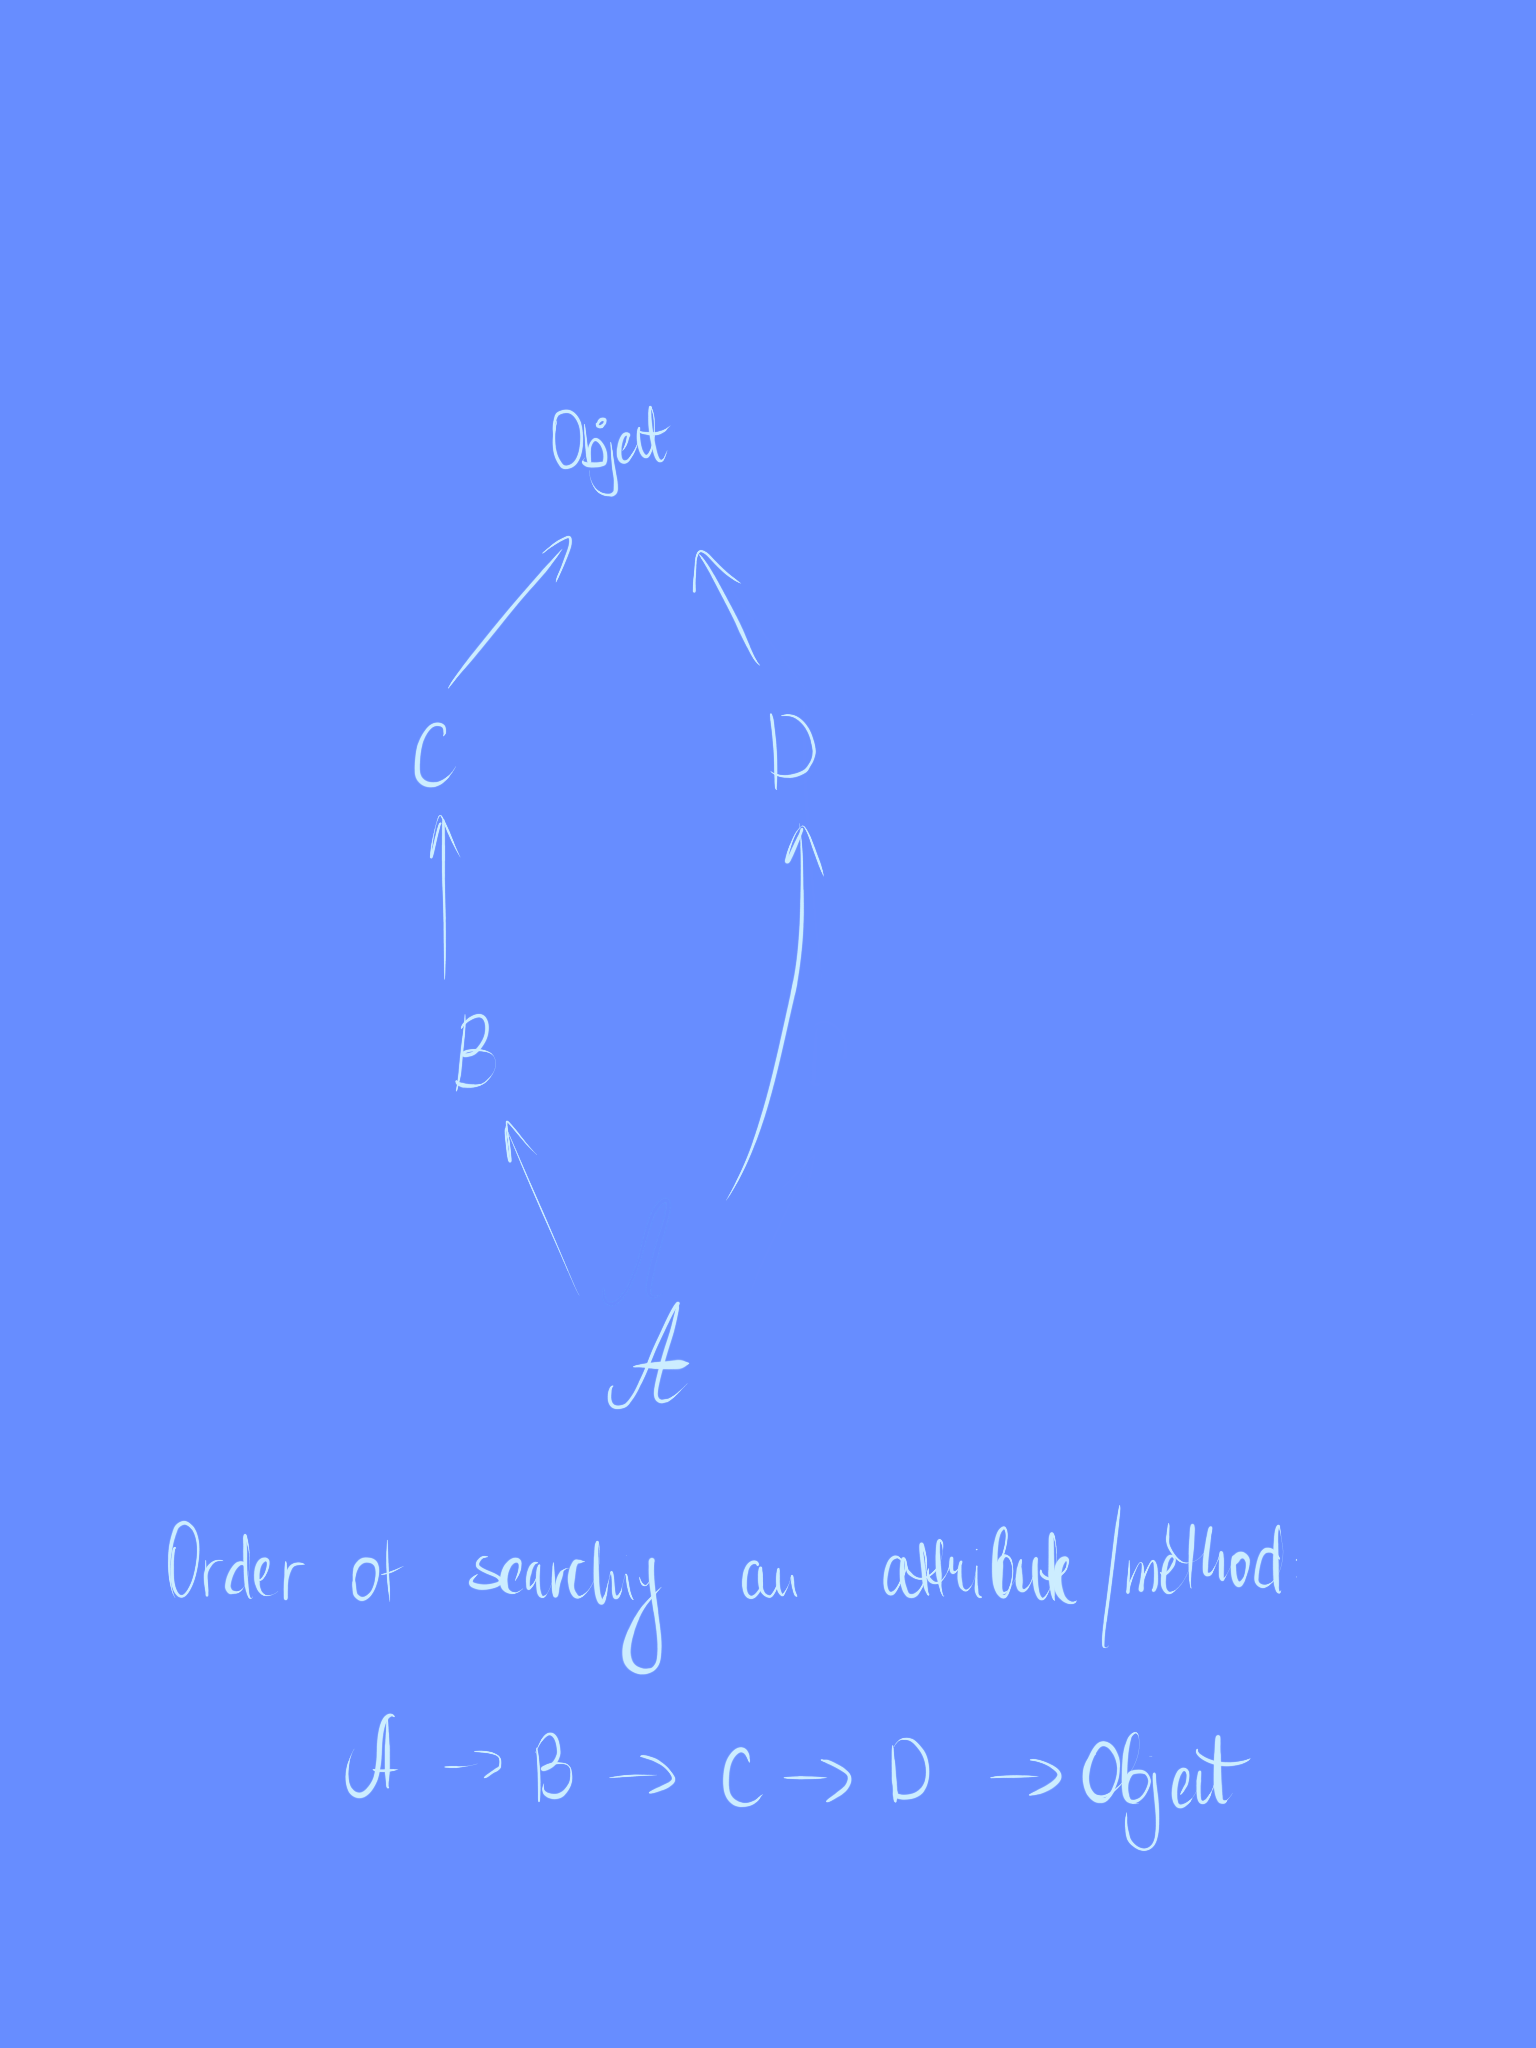 Object
C D
B
A
Order of searching an attribute/method:
A → B → C → D → Object